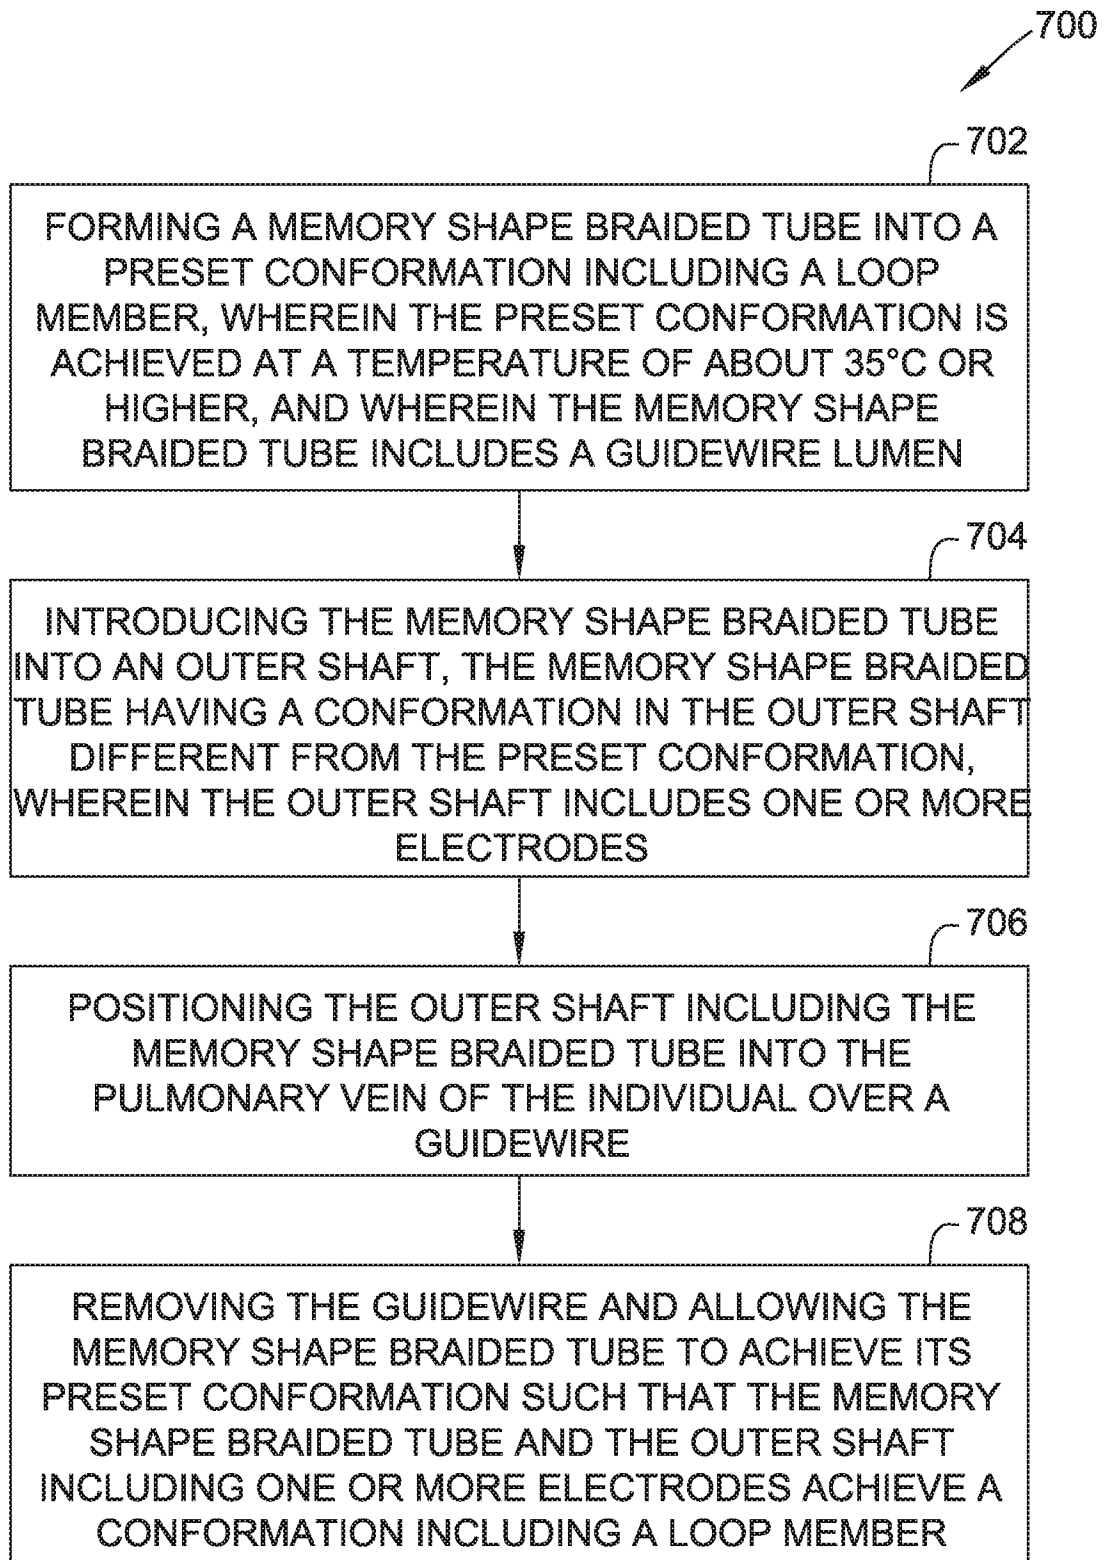 700
702
FORMING A MEMORY SHAPE BRAIDED TUBE INTO A
PRESET CONFORMATION INCLUDING A LOOP
MEMBER, WHEREIN THE PRESET CONFORMATION IS
ACHIEVED AT A TEMPERATURE OF ABOUT 35°C OR
HIGHER, AND WHEREIN THE MEMORY SHAPE
BRAIDED TUBE INCLUDES A GUIDEWIRE LUMEN
704
INTRODUCING THE MEMORY SHAPE BRAIDED TUBE
INTO AN OUTER SHAFT, THE MEMORY SHAPE BRAIDED
TUBE HAVING A CONFORMATION IN THE OUTER SHAFT
DIFFERENT FROM THE PRESET CONFORMATION,
WHEREIN THE OUTER SHAFT INCLUDES ONE OR MORE
ELECTRODES
706
POSITIONING THE OUTER SHAFT INCLUDING THE
MEMORY SHAPE BRAIDED TUBE INTO THE
PULMONARY VEIN OF THE INDIVIDUAL OVER A
GUIDEWIRE
708
REMOVING THE GUIDEWIRE AND ALLOWING THE
MEMORY SHAPE BRAIDED TUBE TO ACHIEVE ITS
PRESET CONFORMATION SUCH THAT THE MEMORY
SHAPE BRAIDED TUBE AND THE OUTER SHAFT
INCLUDING ONE OR MORE ELECTRODES ACHIEVE A
CONFORMATION INCLUDING A LOOP MEMBER